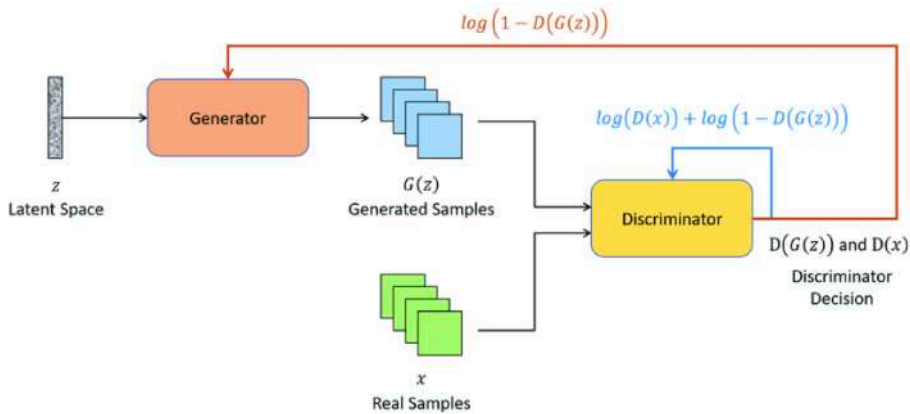 log(1 − D(G(z)))
Generator
log(D(x)) + log(1 − D(G(z)))
z
Latent Space
G(z)
Generated Samples
Discriminator
D(G(z)) and D(x)
Discriminator
Decision
x
Real Samples